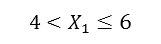 4 < X₁ ≤ 6